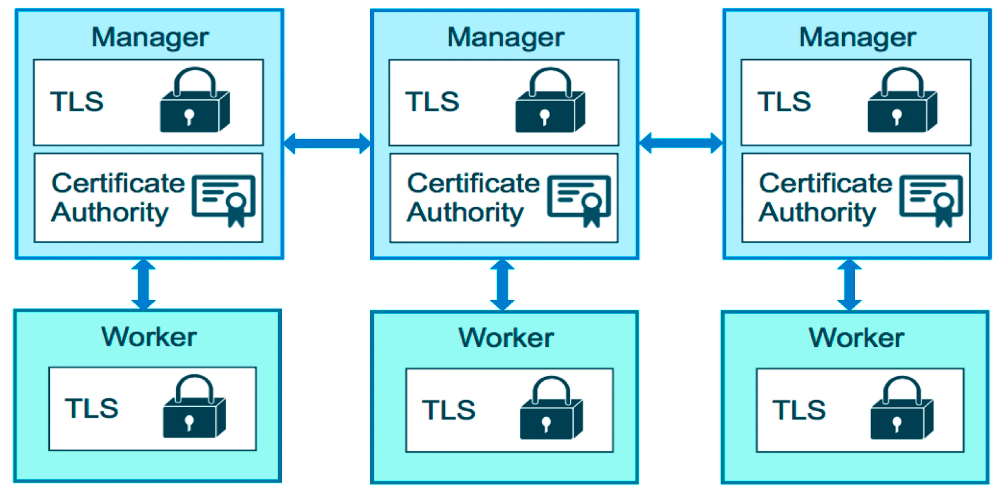 Manager
TLS
Certificate
Authority
Manager
TLS
Certificate
Authority
Manager
TLS
Certificate
Authority
Worker
TLS
Worker
TLS
Worker
TLS